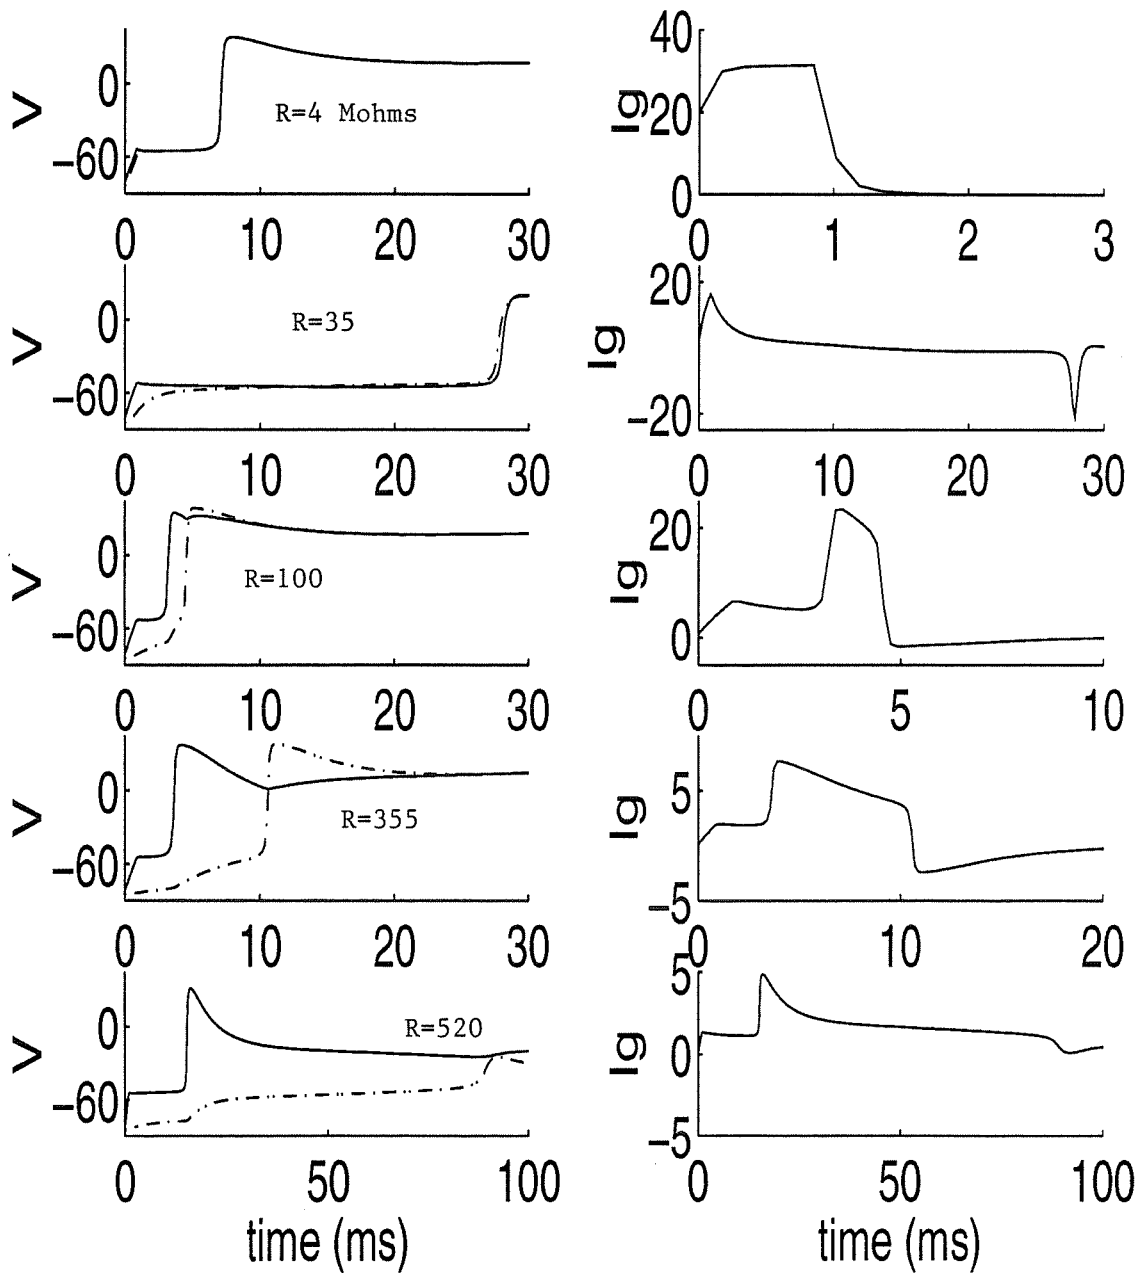 V 0 −60 R=4 Mohms
0 10 20 30
Ig 40 20 0
0 1 2 3
V 0 −60 R=35
0 10 20 30
Ig 20 −20
0 10 20 30
V 0 −60 R=100
0 10 20 30
Ig 20 0
0 5 10
V 0 −60 R=355
0 10 20 30
Ig 5 −5
0 10 20
V 0 −60 R=520
0 50 100
time (ms)
Ig 5 0 −5
0 50 100
time (ms)